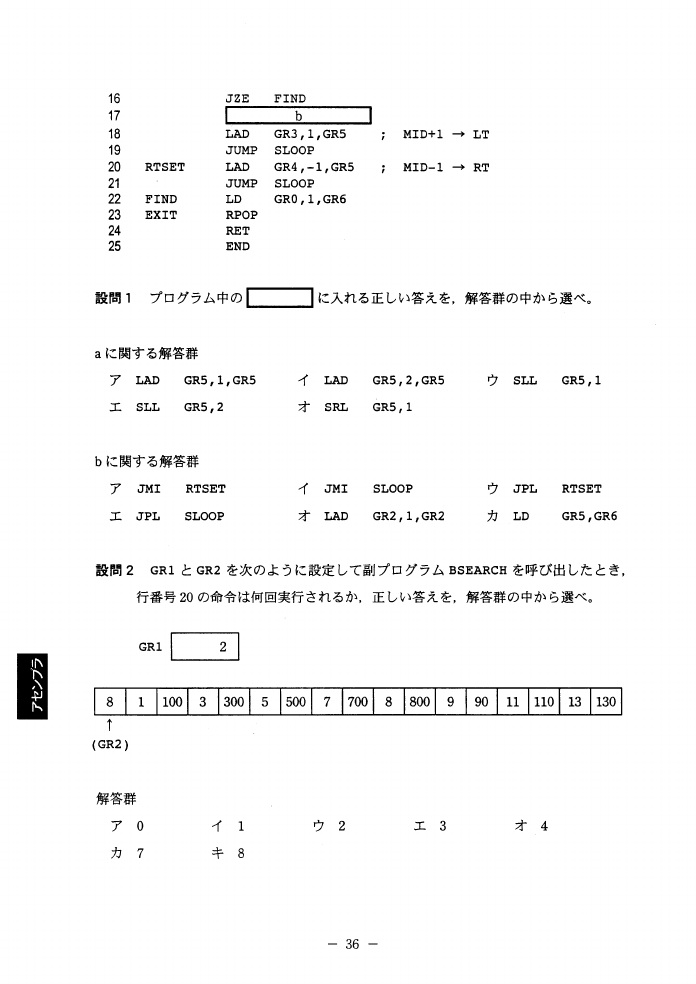 16 JZE FIND
17 b
18 LAD GR3,1,GR5 ; MID+1 → LT
19 JUMP SLOOP
20 RTSET LAD GR4,-1,GR5 ; MID-1 → RT
21 JUMP SLOOP
22 FIND LD GR0,1,GR6
23 EXIT RPOP
24 RET
25 END
設問1 プログラム中の に入れる正しい答えを，解答群の中から選べ。
aに関する解答群
ア LAD GR5,1,GR5 イ LAD GR5,2,GR5 ウ SLL GR5,1
エ SLL GR5,2 オ SRL GR5,1
bに関する解答群
ア JMI RTSET イ JMI SLOOP ウ JPL RTSET
エ JPL SLOOP オ LAD GR2,1,GR2 カ LD GR5,GR6
設問2 GR1とGR2を次のように設定して副プログラムBSEARCHを呼び出したとき，
行番号20の命令は何回実行されるか，正しい答えを，解答群の中から選べ。
GR1 2
アセンブラ
8 1 100 3 300 5 500 7 700 8 800 9 90 11 110 13 130
↑
(GR2)
解答群
ア 0 イ 1 ウ 2 エ 3 オ 4
カ 7 キ 8
－ 36 －